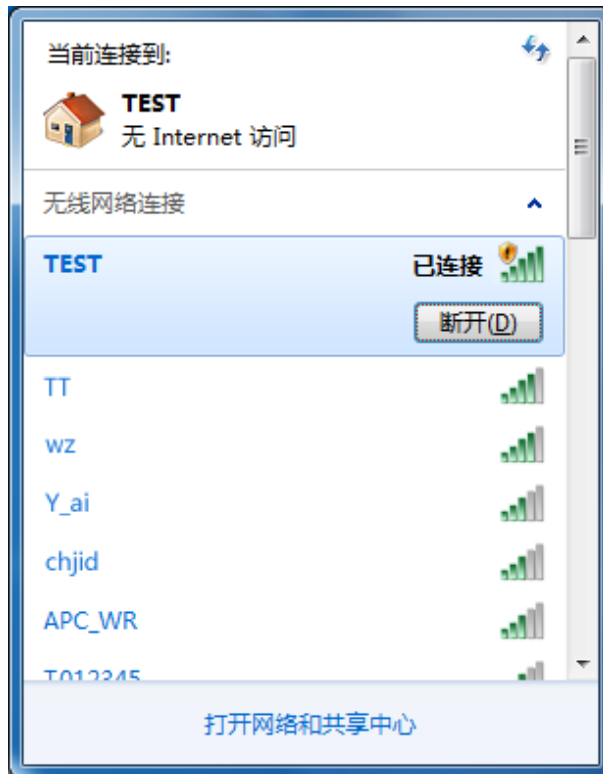 当前连接到:
TEST
无 Internet 访问
无线网络连接
TEST 已连接
断开(D)
TT
wz
Y_ai
chjid
APC_WR
T012345
打开网络和共享中心